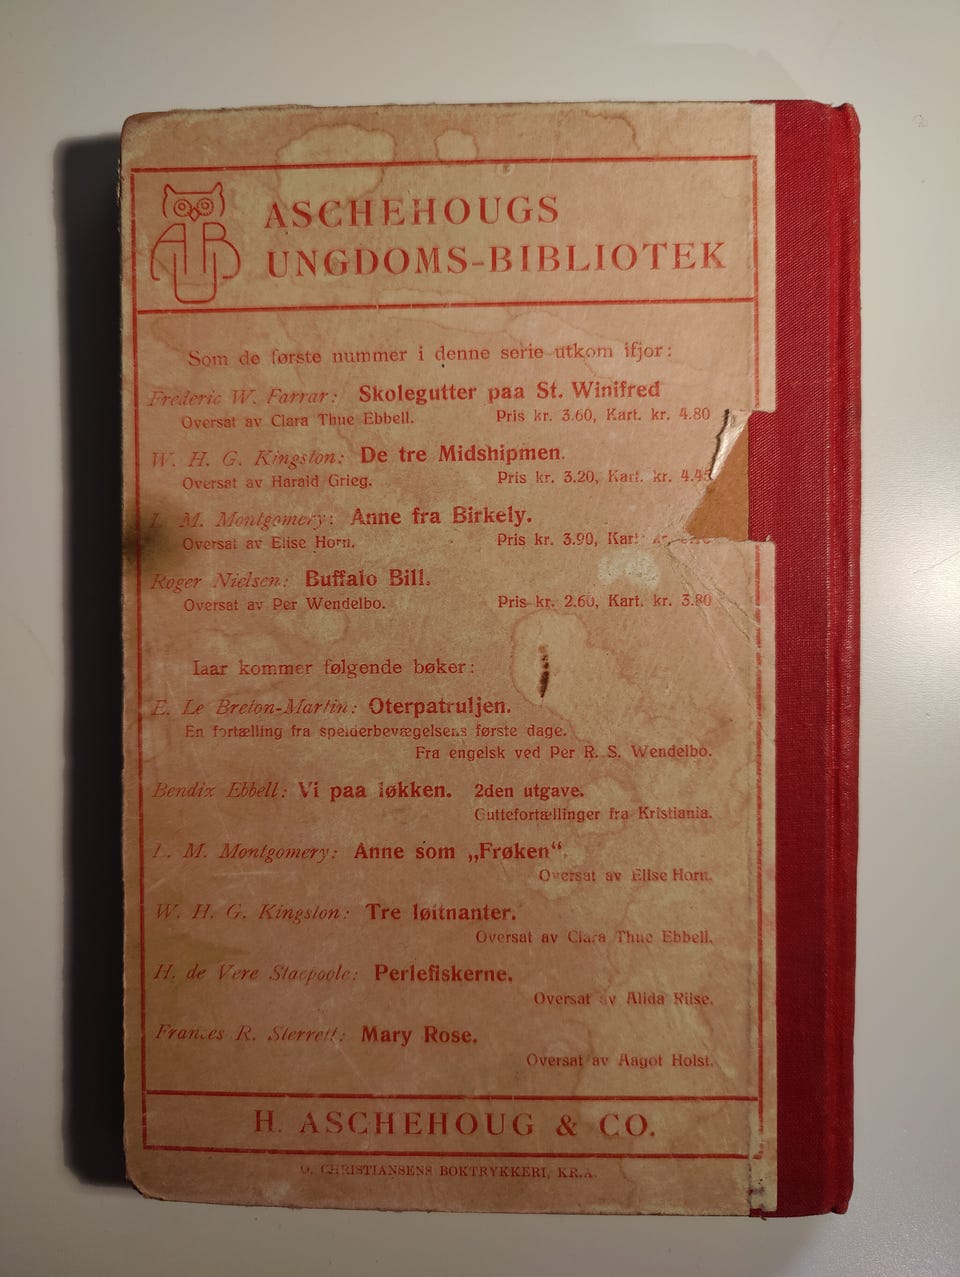 AUB
ASCHEHOUGS
UNGDOMS-BIBLIOTEK
Som de første nummer i denne serie utkom ifjor:
Frederic W. Farrar: Skolegutter paa St. Winifred
Oversat av Clara Thue Ebbell. Pris kr. 3.60, Kart. kr. 4.80
W. H. G. Kingston: De tre Midshipmen.
Oversat av Harald Grieg. Pris kr. 3.20, Kart. kr. 4.45
L. M. Montgomery: Anne fra Birkely.
Oversat av Elise Horn. Pris kr. 3.90, Kart. kr.
Roger Nielsen: Buffalo Bill.
Oversat av Per Wendelbo. Pris kr. 2.60, Kart. kr. 3.80
Iaar kommer følgende bøker:
E. Le Breton-Martin: Oterpatruljen.
En fortælling fra speiderbevægelsens første dage.
Fra engelsk ved Per R. S. Wendelbo.
Bendix Ebbell: Vi paa løkken. 2den utgave.
Guttefortællinger fra Kristiania.
L. M. Montgomery: Anne som „Frøken“.
Oversat av Elise Horn.
W. H. G. Kingston: Tre løitnanter.
Oversat av Clara Thue Ebbell.
H. de Vere Stacpoole: Perlefiskerne.
Oversat av Alida Riise.
Frances R. Sterrett: Mary Rose.
Oversat av Aagot Holst.
H. ASCHEHOUG & CO.
O. CHRISTIANSENS BOKTRYKKERI, KR.A.